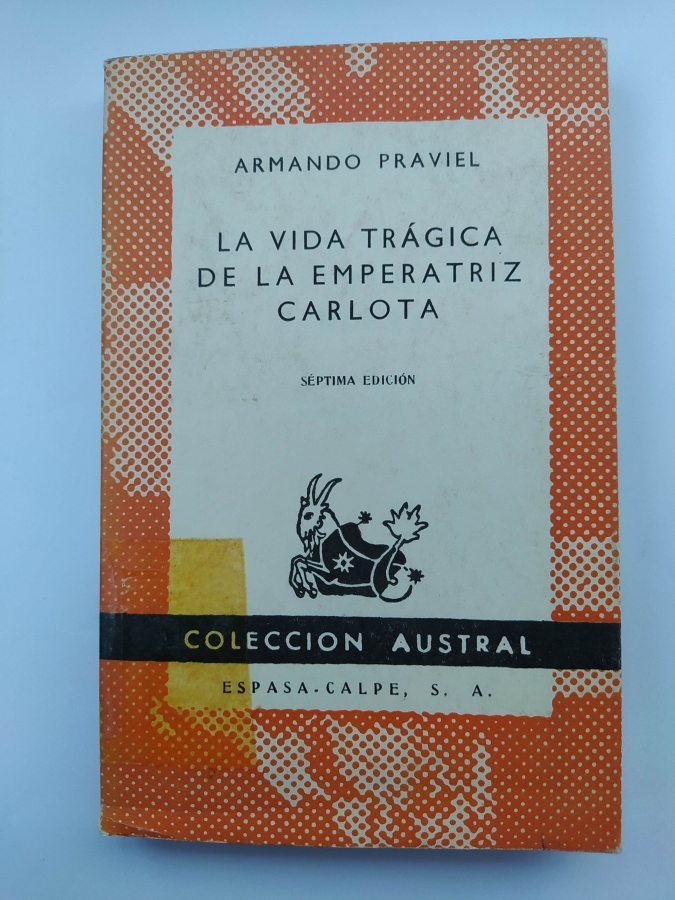 ARMANDO PRAVIEL
LA VIDA TRÁGICA
DE LA EMPERATRIZ
CARLOTA
SÉPTIMA EDICIÓN
COLECCION AUSTRAL
ESPASA-CALPE, S. A.